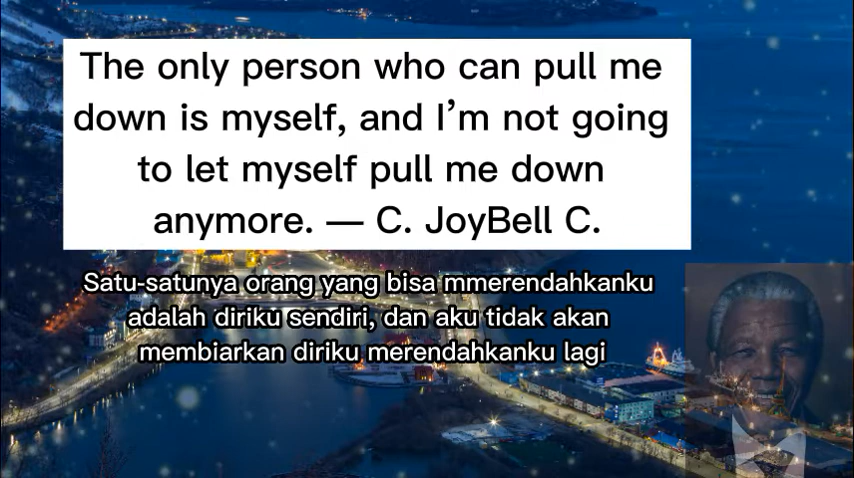 The only person who can pull me
down is myself, and I’m not going
to let myself pull me down
anymore. — C. JoyBell C.
Satu-satunya orang yang bisa mmerendahkanku
adalah diriku sendiri, dan aku tidak akan
membiarkan diriku merendahkanku lagi